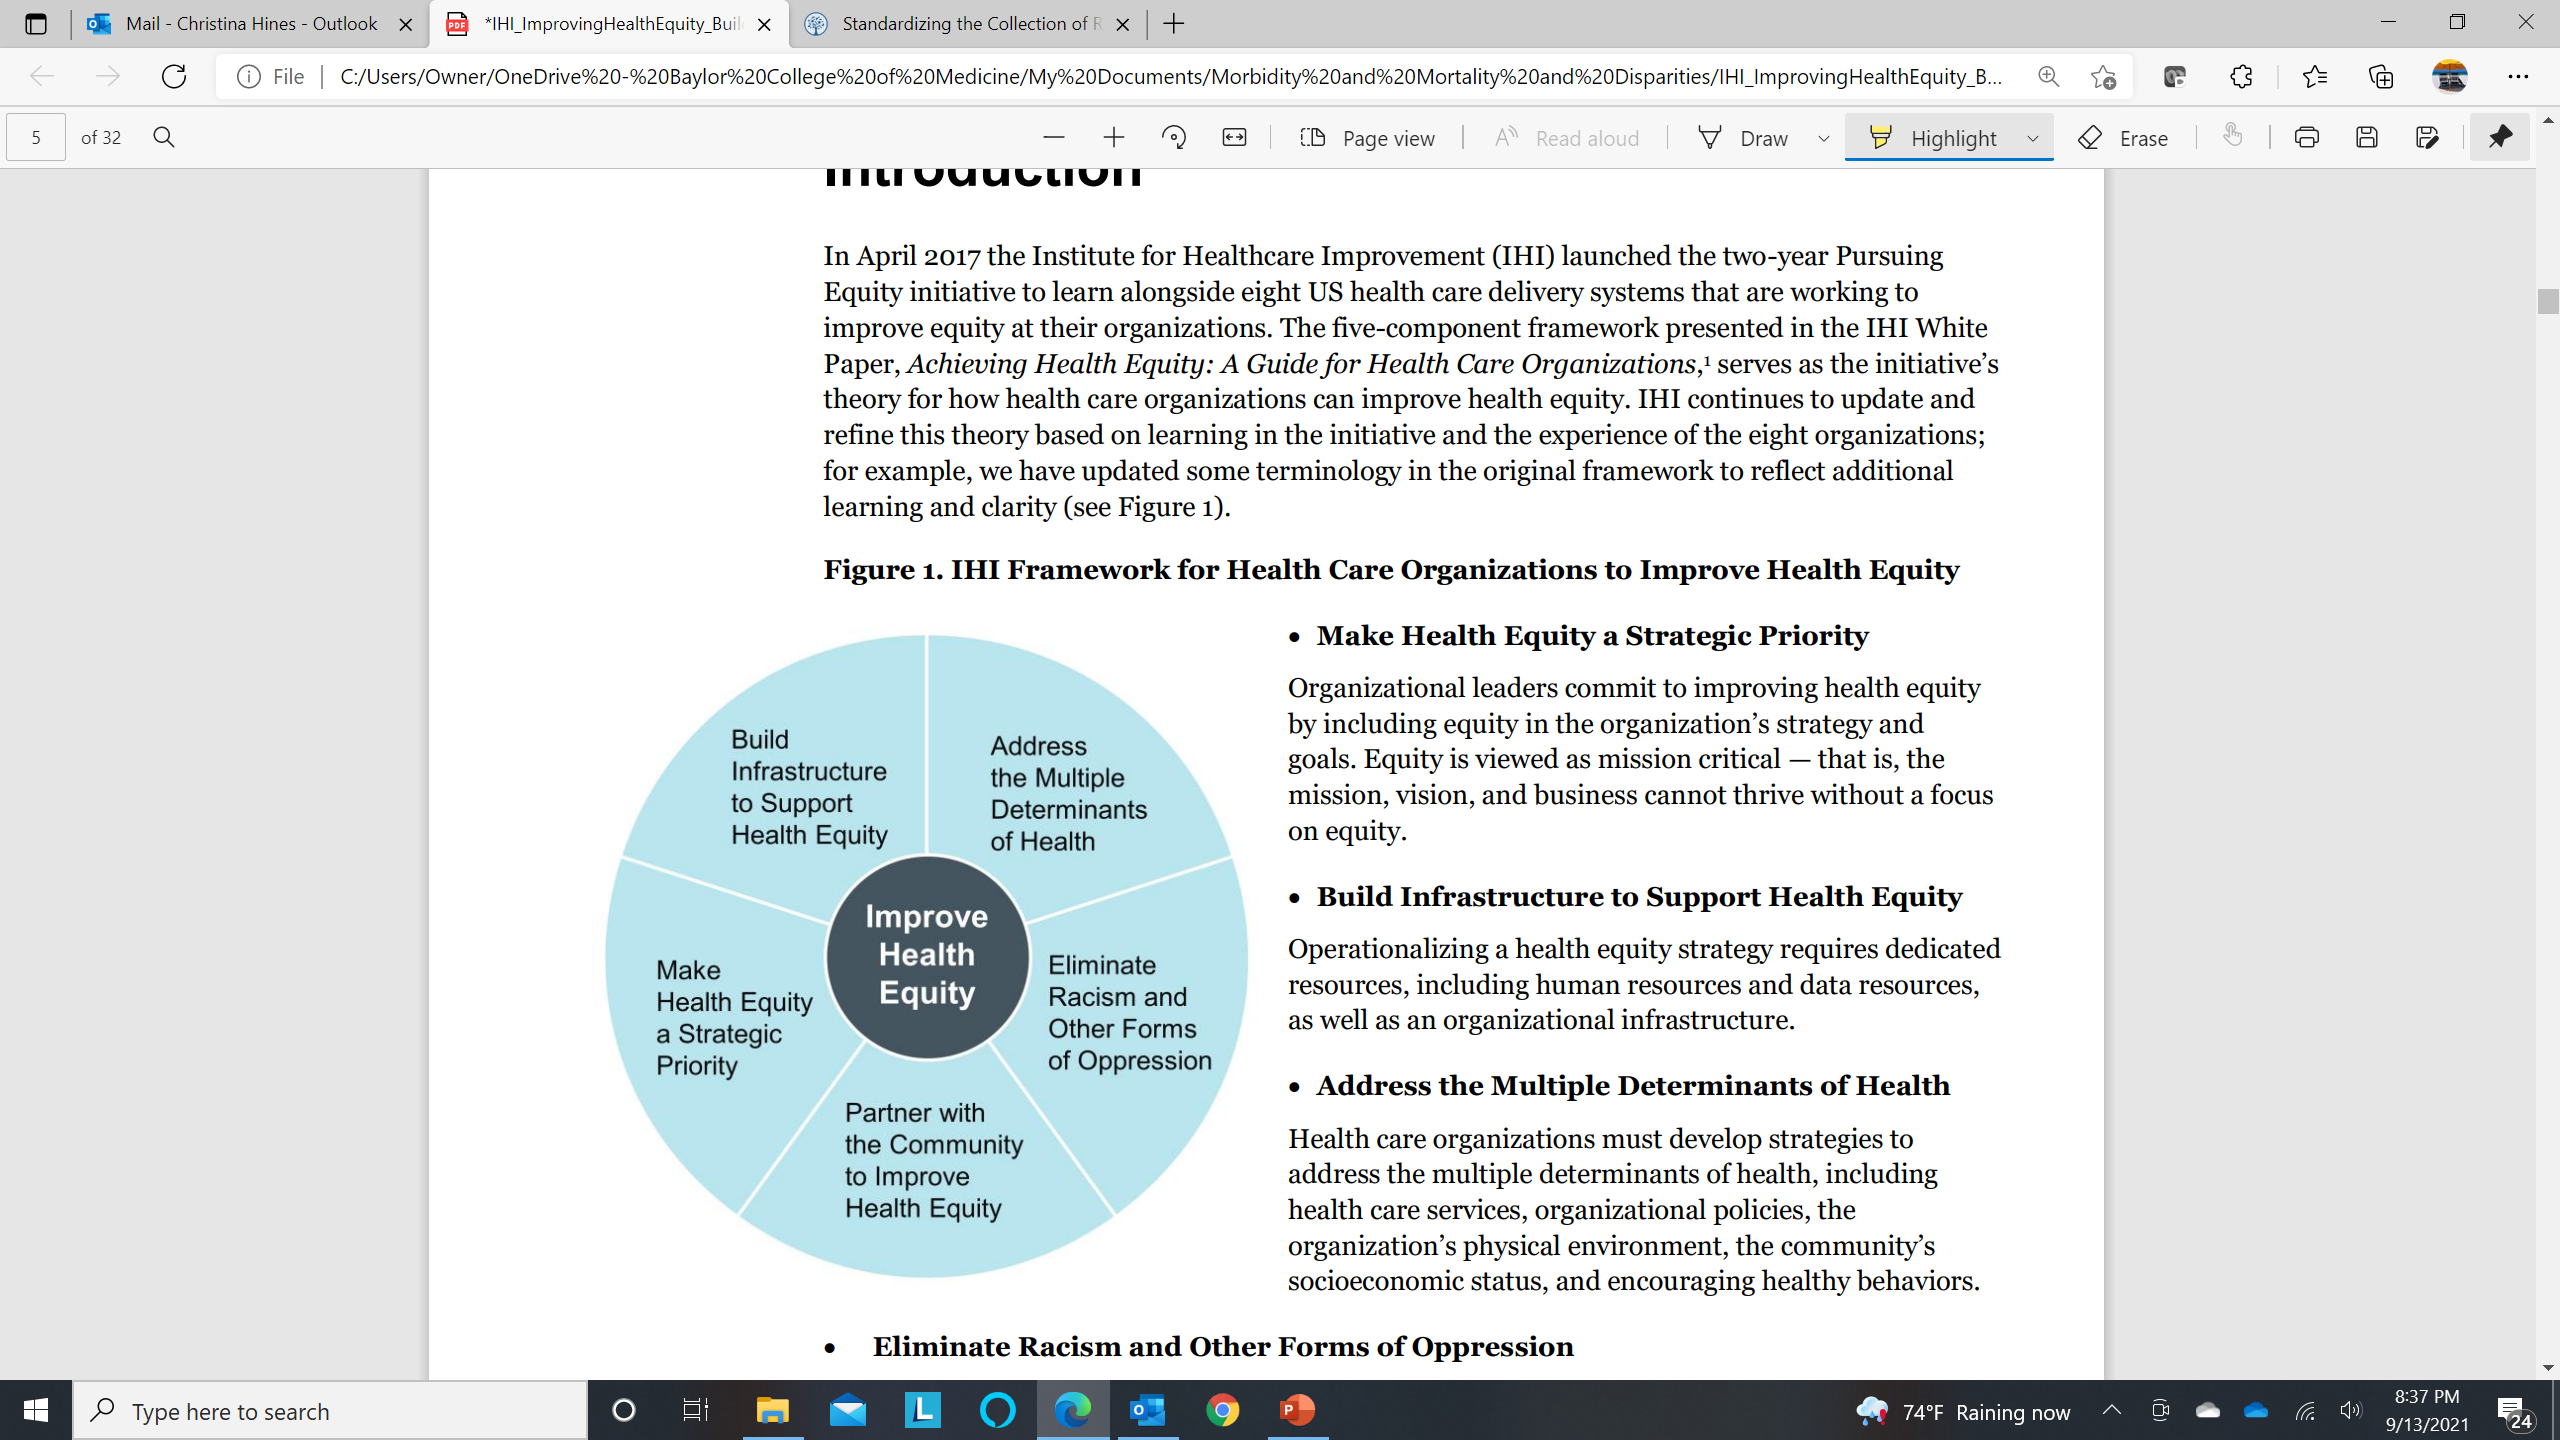 Mail - Christina Hines - Outlook
*IHI_ImprovingHealthEquity_Buil
Standardizing the Collection of R
File
C:/Users/Owner/OneDrive%20-%20Baylor%20College%20of%20Medicine/My%20Documents/Morbidity%20and%20Mortality%20and%20Disparities/IHI_ImprovingHealthEquity_B...
5 of 32
Page view
Read aloud
Draw
Highlight
Erase
Introduction
In April 2017 the Institute for Healthcare Improvement (IHI) launched the two-year Pursuing
Equity initiative to learn alongside eight US health care delivery systems that are working to
improve equity at their organizations. The five-component framework presented in the IHI White
Paper, Achieving Health Equity: A Guide for Health Care Organizations,¹ serves as the initiative’s
theory for how health care organizations can improve health equity. IHI continues to update and
refine this theory based on learning in the initiative and the experience of the eight organizations;
for example, we have updated some terminology in the original framework to reflect additional
learning and clarity (see Figure 1).
Figure 1. IHI Framework for Health Care Organizations to Improve Health Equity
Build
Infrastructure
to Support
Health Equity
Address
the Multiple
Determinants
of Health
Improve
Health
Equity
Make
Health Equity
a Strategic
Priority
Eliminate
Racism and
Other Forms
of Oppression
Partner with
the Community
to Improve
Health Equity
• Make Health Equity a Strategic Priority
Organizational leaders commit to improving health equity
by including equity in the organization’s strategy and
goals. Equity is viewed as mission critical — that is, the
mission, vision, and business cannot thrive without a focus
on equity.
• Build Infrastructure to Support Health Equity
Operationalizing a health equity strategy requires dedicated
resources, including human resources and data resources,
as well as an organizational infrastructure.
• Address the Multiple Determinants of Health
Health care organizations must develop strategies to
address the multiple determinants of health, including
health care services, organizational policies, the
organization’s physical environment, the community’s
socioeconomic status, and encouraging healthy behaviors.
• Eliminate Racism and Other Forms of Oppression
Type here to search
74°F Raining now
8:37 PM
9/13/2021
24